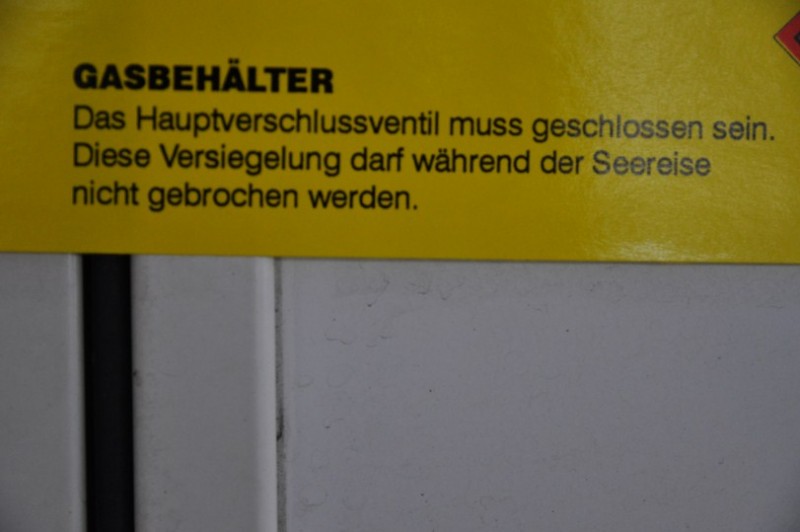 GASBEHÄLTER
Das Hauptverschlussventil muss geschlossen sein.
Diese Versiegelung darf während der Seereise
nicht gebrochen werden.